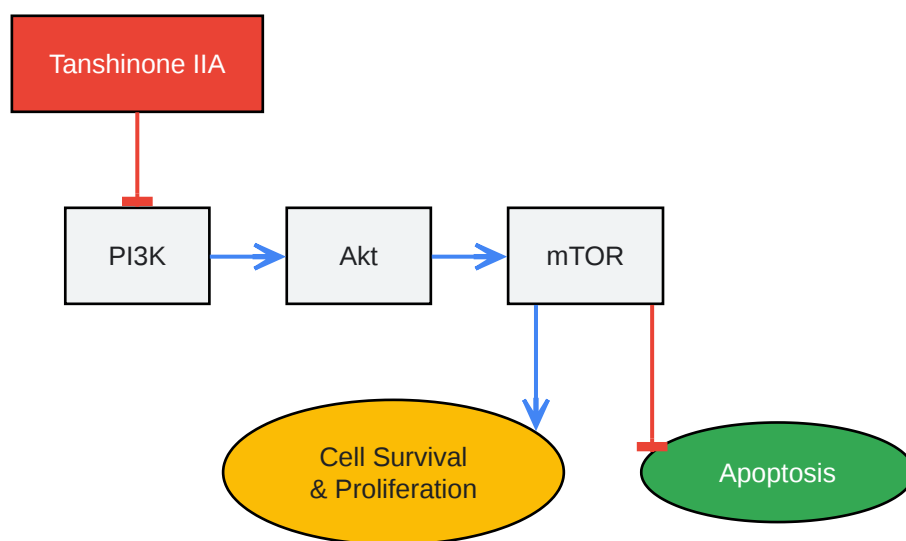 Tanshinone IIA
PI3K
Akt
mTOR
Cell Survival
& Proliferation
Apoptosis